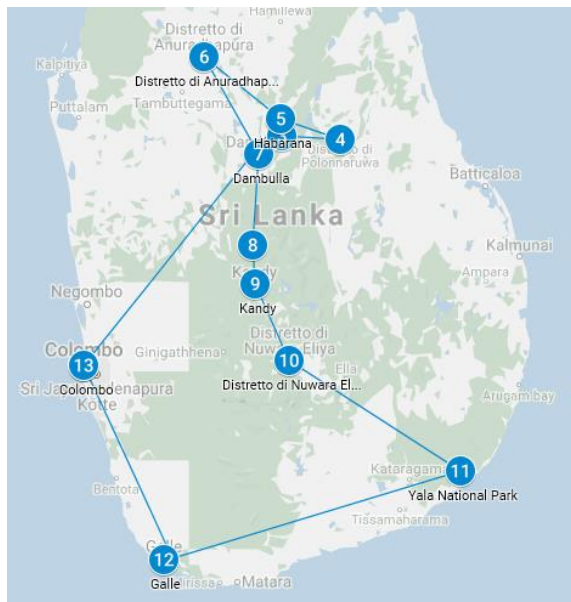 Hamillewa
Distretto di
Anuradhapura
Kalpitiya
6
Distretto di Anuradhap...
Puttalam
Tambuttegama
5
4
Habarana
7
Distretto di
Polonnaruwa
Dambulla
Batticaloa
Sri Lanka
8
Kalmunai
Kandy
Ampara
9
Negombo
Kandy
Distretto di
Nuwara Eliya
Colombo
Ginigathhena
10
Ella
13
Distretto di Nuwara El...
Colombo
Kotte
Arugam bay
Kataragama
11
Yala National Park
Bentota
Tissamaharama
Galle
12
Galle
Matara